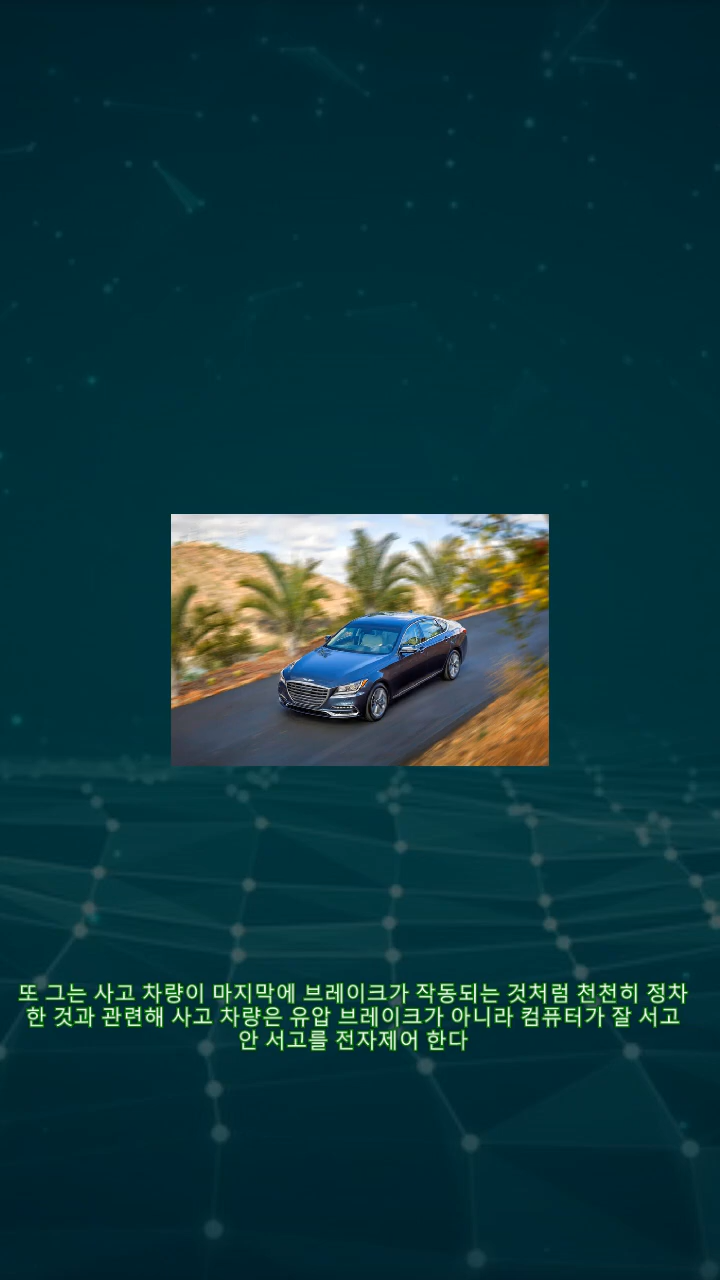 또 그는 사고 차량이 마지막에 브레이크가 작동되는 것처럼 천천히 정차
한 것과 관련해 사고 차량은 유압 브레이크가 아니라 컴퓨터가 잘 서고
안 서고를 전자제어 한다